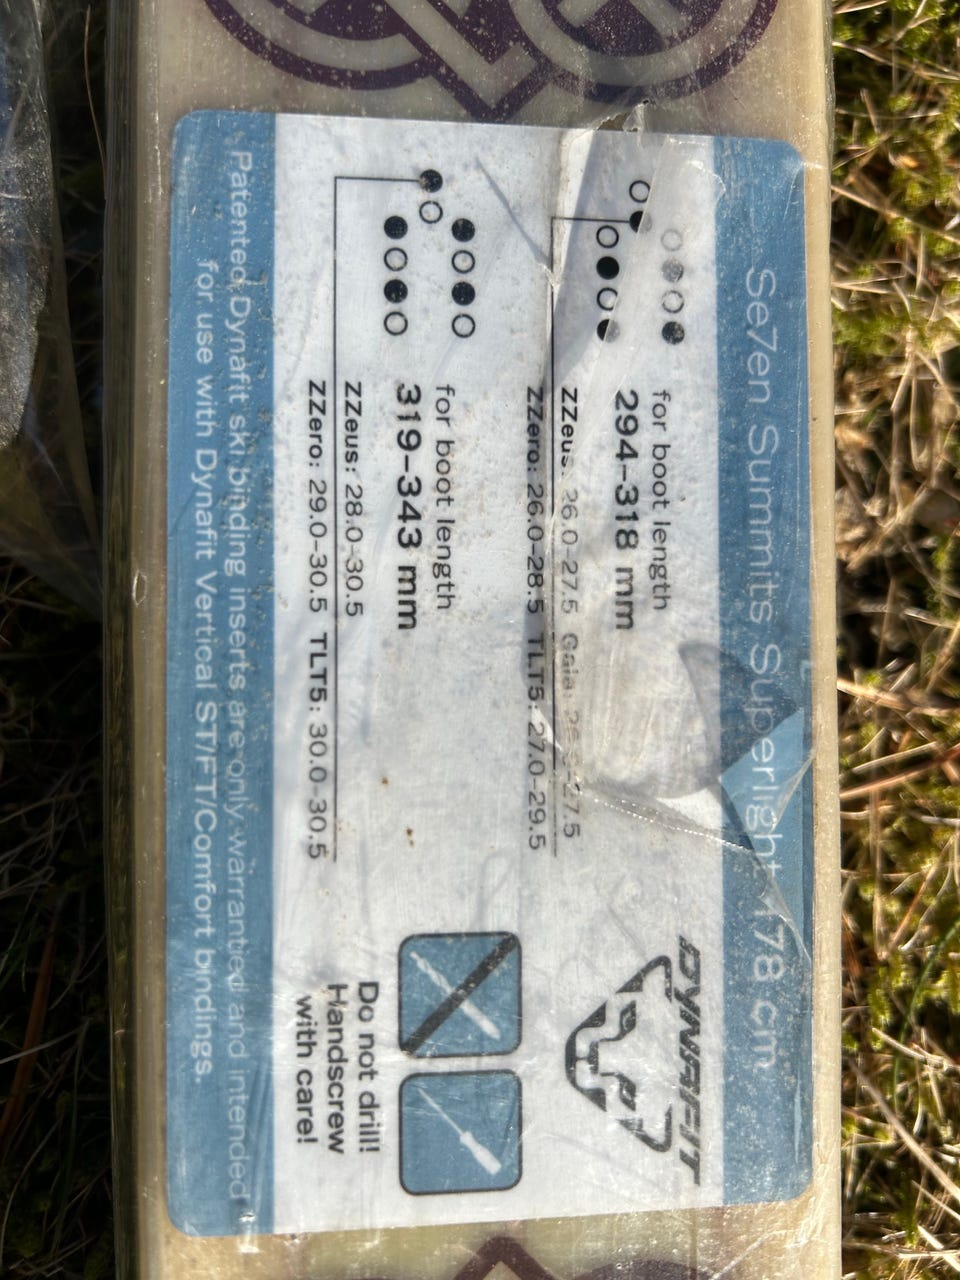 Se7en Summits Superlight 178 cm
for boot length
294-318 mm
ZZeus: 26.0-27.5 Gaia: 27.5
ZZero: 26.0-28.5 TLT5: 27.0-29.5
for boot length
319-343 mm
ZZeus: 28.0-30.5
ZZero: 29.0-30.5 TLT5: 30.0-30.5
DYNAFIT
Do not drill!
Handscrew
with care!
Patented Dynafit ski binding inserts are only warrantied and intended
for use with Dynafit Vertical ST/FT/Comfort bindings.